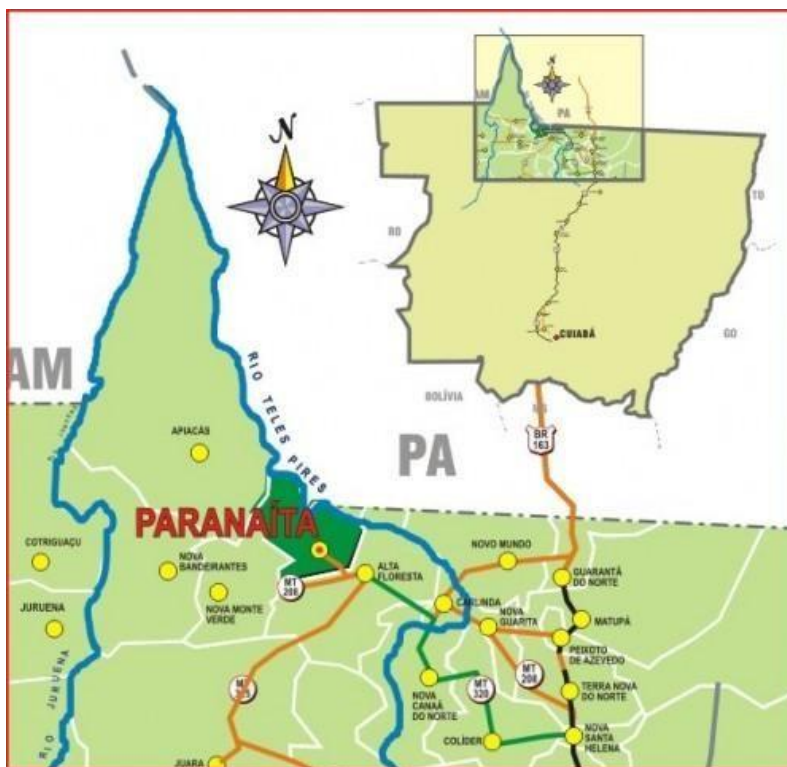 N
AM
PA
RO
TO
GO
BOLÍVIA
CUIABÁ
N
AM
PA
BR
163
RIO TELES PIRES
APIACÁS
PARANAÍTA
COTRIGUAÇU
NOVA
BANDEIRANTES
NOVA MONTE
VERDE
MT
208
ALTA
FLORESTA
NOVO MUNDO
GUARANTÃ
DO NORTE
CARLINDA
NOVA
GUARITA
MATUPÁ
PEIXOTO
DE AZEVEDO
JURUENA
RIO JURUENA
NOVA
CANAÃ
DO NORTE
MT
320
MT
208
TERRA NOVA
DO NORTE
COLÍDER
NOVA
SANTA
HELENA
JUARA